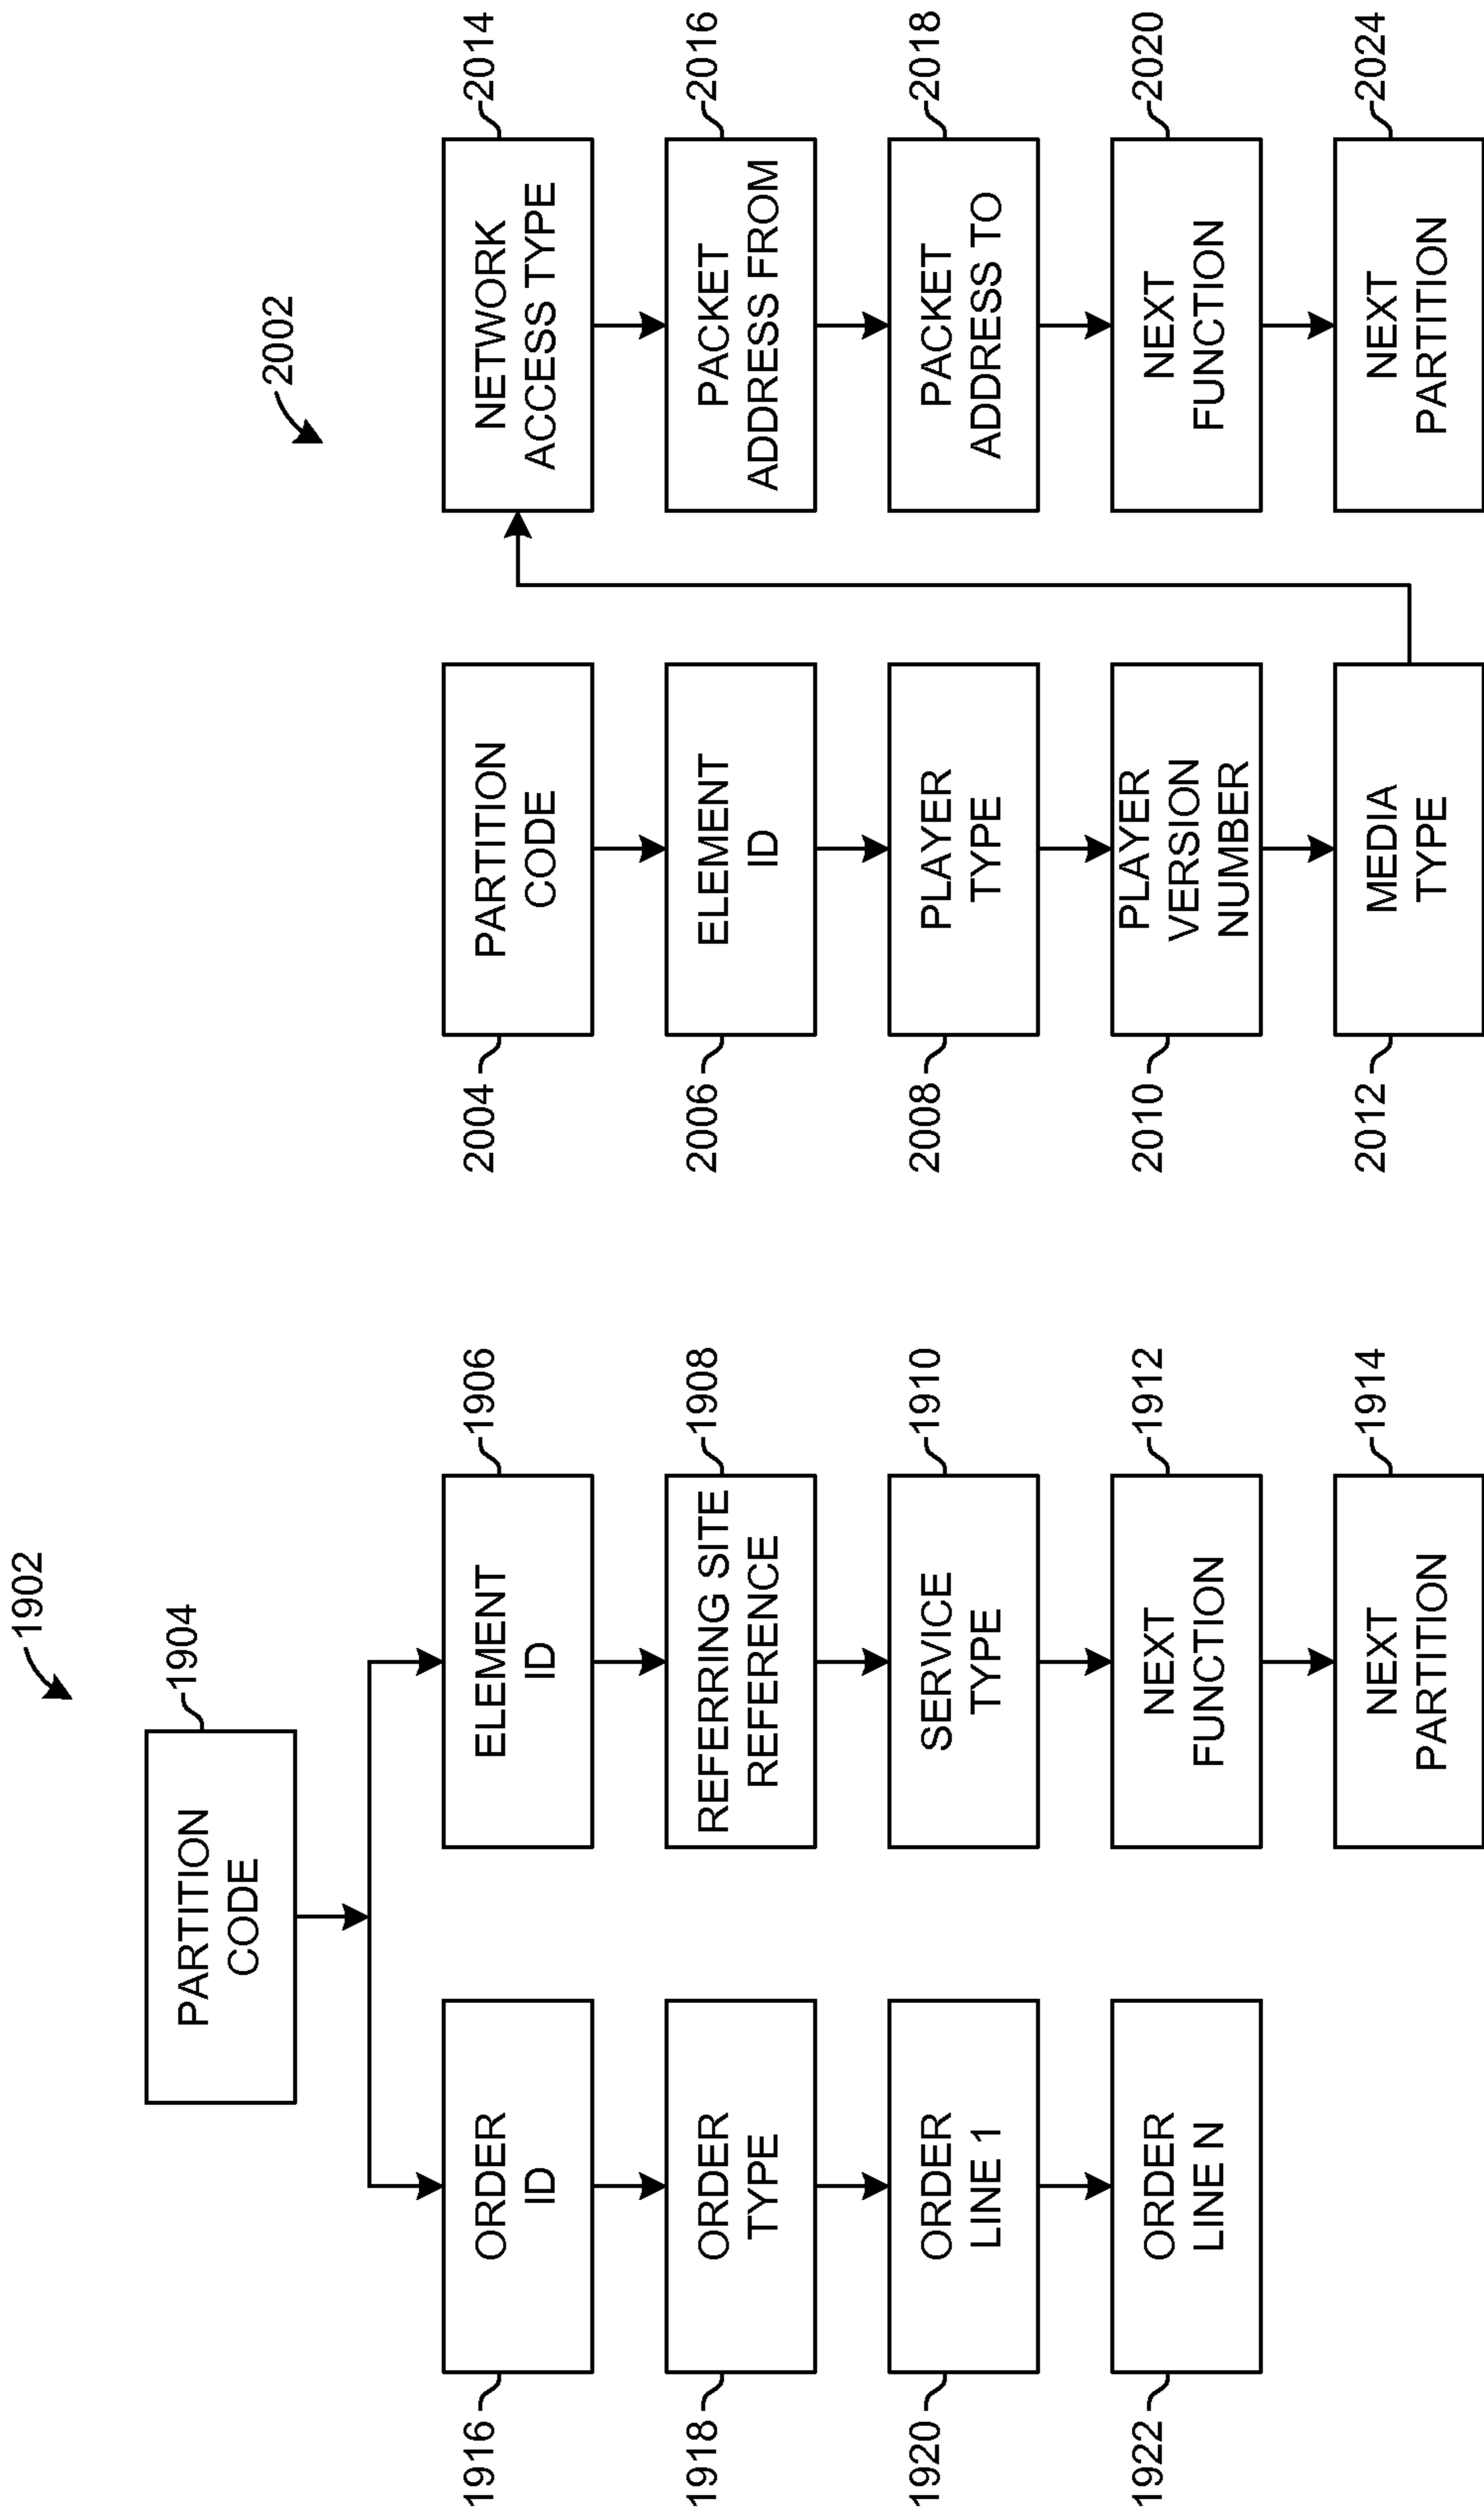 1902
PARTITION
CODE
1904
ORDER
ID
1916
ORDER
TYPE
1918
ORDER
LINE 1
1920
ORDER
LINE N
1922
ELEMENT
ID
1906
REFERRING SITE
REFERENCE
1908
SERVICE
TYPE
1910
NEXT
FUNCTION
1912
NEXT
PARTITION
1914
2002
2004
PARTITION
CODE
2006
ELEMENT
ID
2008
PLAYER
TYPE
2010
PLAYER
VERSION
NUMBER
2012
MEDIA
TYPE
NETWORK
ACCESS TYPE
2014
PACKET
ADDRESS FROM
2016
PACKET
ADDRESS TO
2018
NEXT
FUNCTION
2020
NEXT
PARTITION
2024